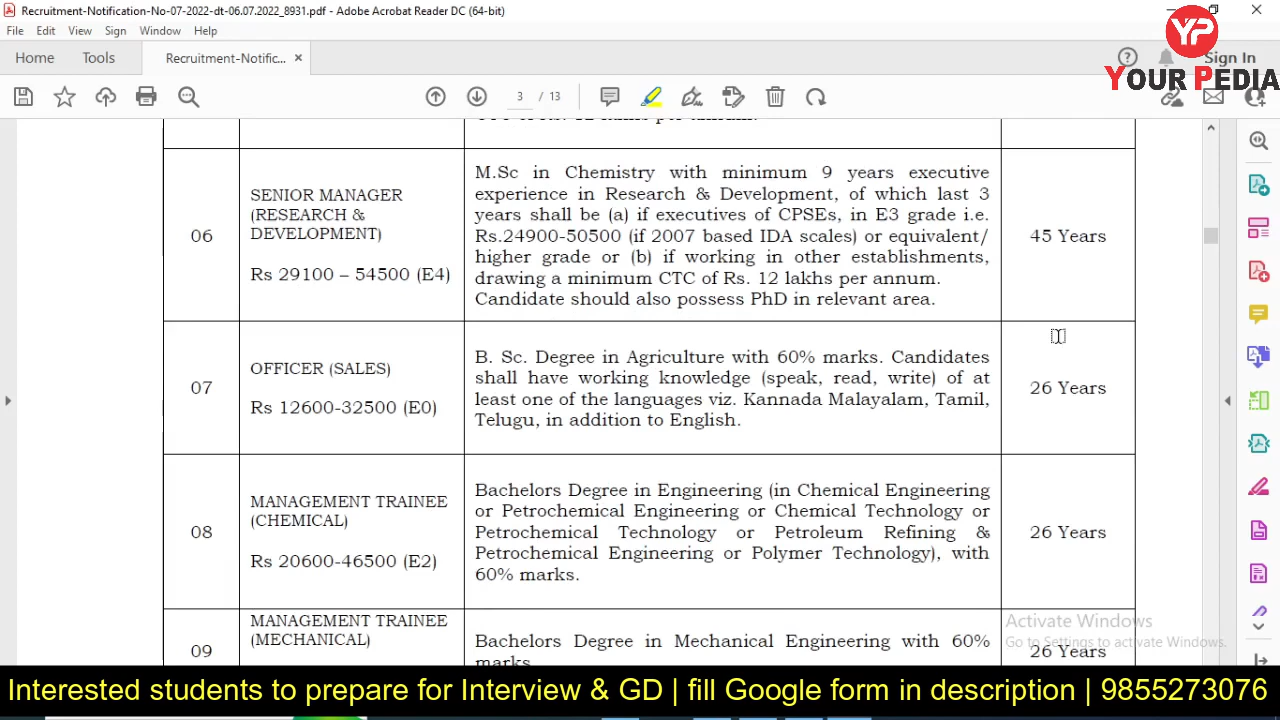 Recruitment-Notification-No-07-2022-dt-06.07.2022_8931.pdf - Adobe Acrobat Reader DC (64-bit)
File Edit View Sign Window Help
Home Tools Recruitment-Notific... ×
Sign In
YP
YOUR PEDIA
3 / 13
06
SENIOR MANAGER
(RESEARCH &
DEVELOPMENT)
Rs 29100 – 54500 (E4)
M.Sc in Chemistry with minimum 9 years executive
experience in Research & Development, of which last 3
years shall be (a) if executives of CPSEs, in E3 grade i.e.
Rs.24900-50500 (if 2007 based IDA scales) or equivalent/
higher grade or (b) if working in other establishments,
drawing a minimum CTC of Rs. 12 lakhs per annum.
Candidate should also possess PhD in relevant area.
45 Years
07
OFFICER (SALES)
Rs 12600-32500 (E0)
B. Sc. Degree in Agriculture with 60% marks. Candidates
shall have working knowledge (speak, read, write) of at
least one of the languages viz. Kannada Malayalam, Tamil,
Telugu, in addition to English.
26 Years
08
MANAGEMENT TRAINEE
(CHEMICAL)
Rs 20600-46500 (E2)
Bachelors Degree in Engineering (in Chemical Engineering
or Petrochemical Engineering or Chemical Technology or
Petrochemical Technology or Petroleum Refining &
Petrochemical Engineering or Polymer Technology), with
60% marks.
26 Years
09
MANAGEMENT TRAINEE
(MECHANICAL)
Bachelors Degree in Mechanical Engineering with 60%
marks
26 Years
Activate Windows
Go to Settings to activate Windows.
Interested students to prepare for Interview & GD | fill Google form in description | 9855273076